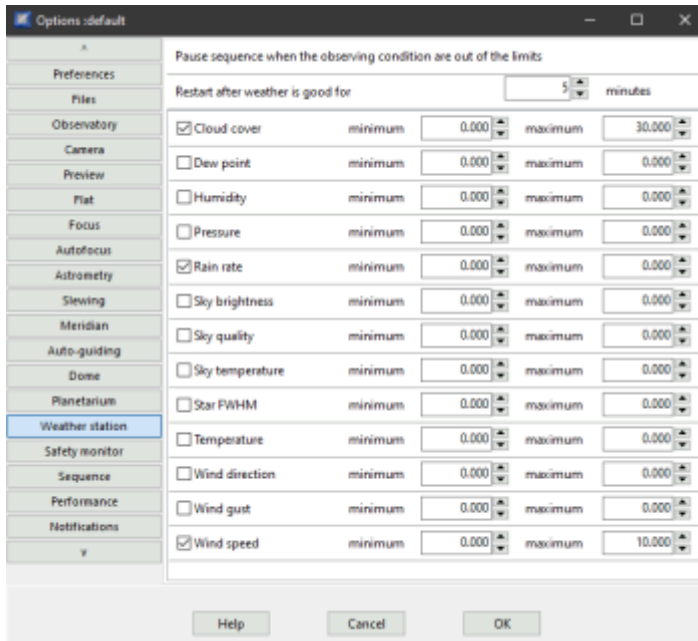 Options :default
^
Preferences
Files
Observatory
Camera
Preview
Flat
Focus
Autofocus
Astrometry
Slewing
Meridian
Auto-guiding
Dome
Planetarium
Weather station
Safety monitor
Sequence
Performance
Notifications
v
Pause sequence when the observing condition are out of the limits
Restart after weather is good for 5 minutes
Cloud cover minimum 0.000 maximum 30.000
Dew point minimum 0.000 maximum 0.000
Humidity minimum 0.000 maximum 0.000
Pressure minimum 0.000 maximum 0.000
Rain rate minimum 0.000 maximum 0.000
Sky brightness minimum 0.000 maximum 0.000
Sky quality minimum 0.000 maximum 0.000
Sky temperature minimum 0.000 maximum 0.000
Star FWHM minimum 0.000 maximum 0.000
Temperature minimum 0.000 maximum 0.000
Wind direction minimum 0.000 maximum 0.000
Wind gust minimum 0.000 maximum 0.000
Wind speed minimum 0.000 maximum 10.000
Help Cancel OK